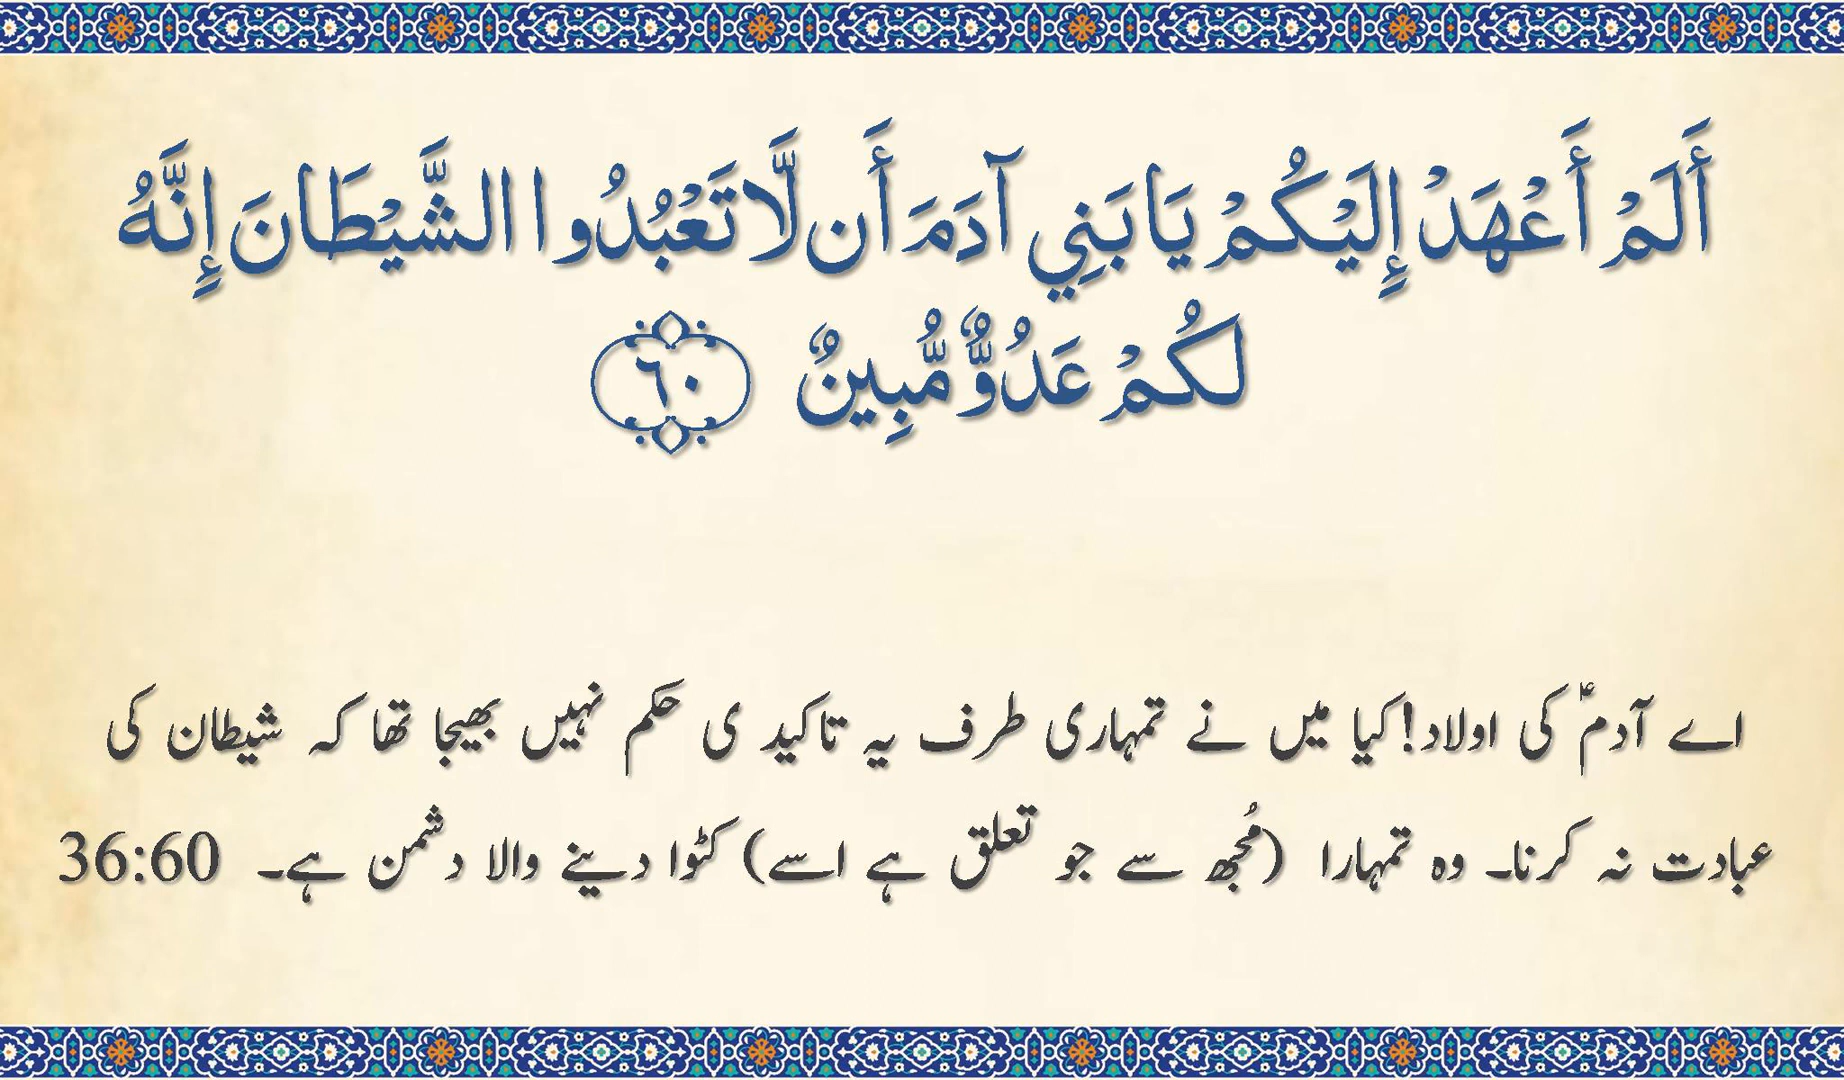 أَلَمْ أَعْهَدْ إِلَيْكُمْ يَا بَنِي آدَمَ أَن لَّا تَعْبُدُوا الشَّيْطَانَ إِنَّهُ
لَكُمْ عَدُوٌّ مُّبِينٌ ٦٠
اے آدمؑ کی اولاد!کیا میں نے تمہاری طرف یہ تاکید ی حکم نہیں بھیجا تھا کہ شیطان کی
عبادت نہ کرنا۔ وہ تمہارا (مُجھ سے جو تعلق ہے اسے) کٹوا دینے والا دشمن ہے۔ 36:60